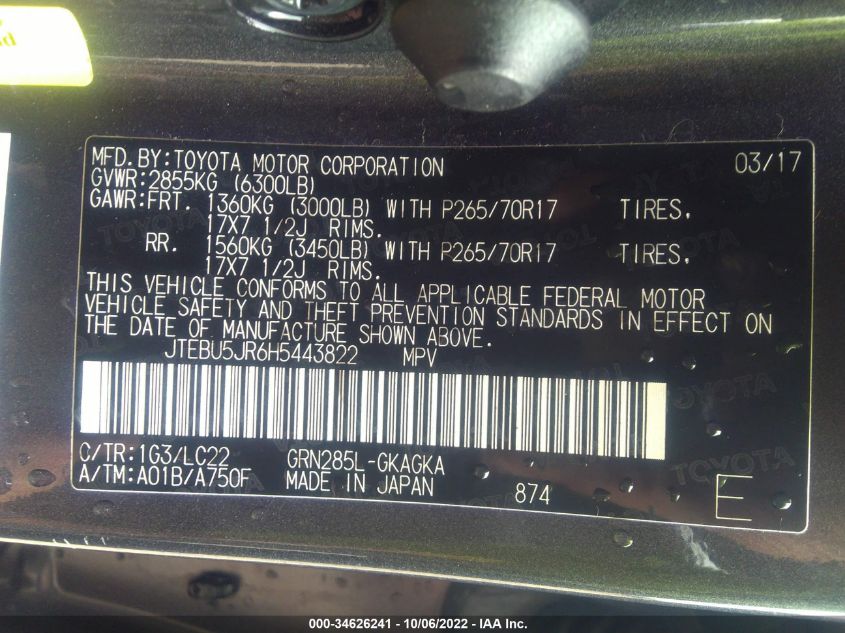 MFD.BY:TOYOTA MOTOR CORPORATION 03/17
GVWR:2855KG (6300LB)
GAWR:FRT. 1360KG (3000LB) WITH P265/70R17 TIRES,
17X7 1/2J RIMS.
RR. 1560KG (3450LB) WITH P265/70R17 TIRES,
17X7 1/2J RIMS.
THIS VEHICLE CONFORMS TO ALL APPLICABLE FEDERAL MOTOR
VEHICLE SAFETY AND THEFT PREVENTION STANDARDS IN EFFECT ON
THE DATE OF MANUFACTURE SHOWN ABOVE.
JTEBU5JR6H5443822 MPV
C/TR:1G3/LC22 GRN285L-GKAGKA
A/TM:A01B/A750F MADE IN JAPAN 874 E
000-34626241 - 10/06/2022 - IAA Inc.